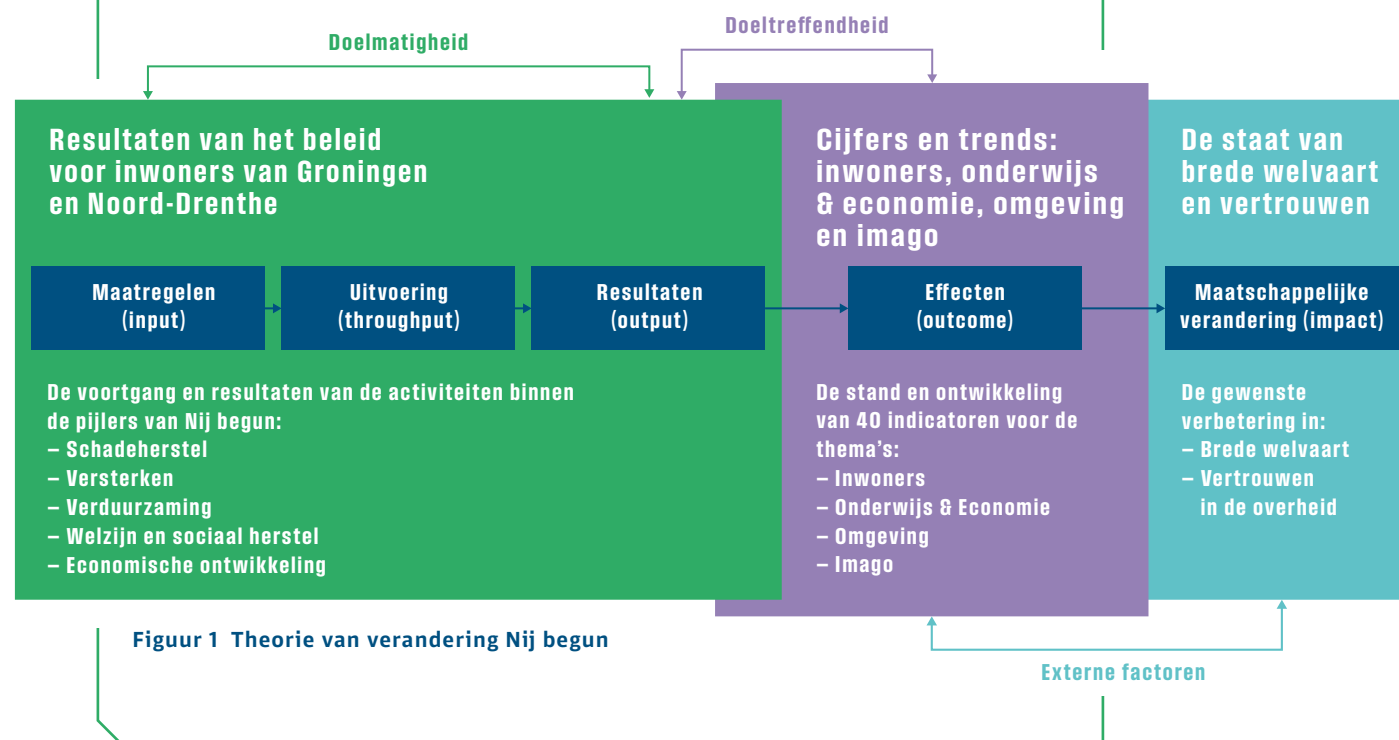 Doelmatigheid
Doeltreffendheid
Resultaten van het beleid
voor inwoners van Groningen
en Noord-Drenthe
Cijfers en trends:
inwoners, onderwijs
& economie, omgeving
en imago
De staat van
brede welvaart
en vertrouwen
Maatregelen
(input)
Uitvoering
(throughput)
Resultaten
(output)
Effecten
(outcome)
Maatschappelijke
verandering (impact)
De voortgang en resultaten van de activiteiten binnen
de pijlers van Nij begun:
– Schadeherstel
– Versterken
– Verduurzaming
– Welzijn en sociaal herstel
– Economische ontwikkeling
De stand en ontwikkeling
van 40 indicatoren voor de
thema's:
– Inwoners
– Onderwijs & Economie
– Omgeving
– Imago
De gewenste
verbetering in:
– Brede welvaart
– Vertrouwen
in de overheid
Figuur 1 Theorie van verandering Nij begun
Externe factoren